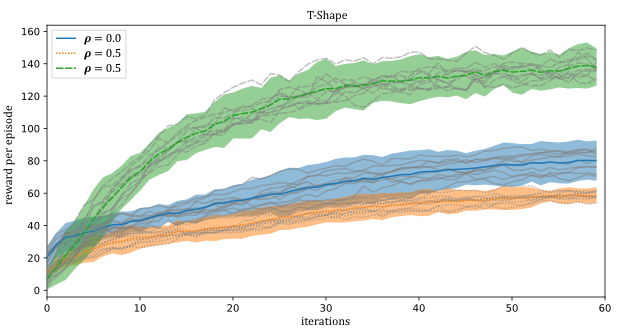 T-Shape
ρ = 0.0
ρ = 0.5
ρ = 0.5
reward per episode
160
140
120
100
80
60
40
20
0
0 10 20 30 40 50 60
iterations